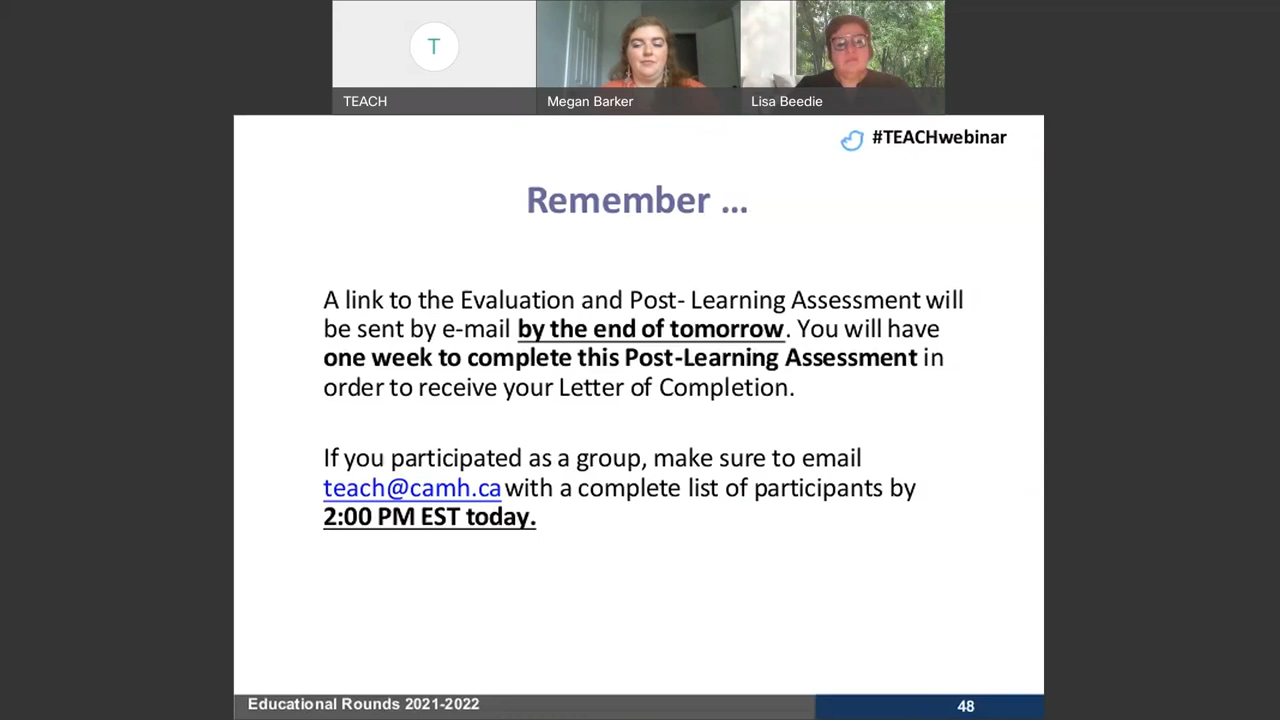 T
TEACH
Megan Barker
Lisa Beedie
#TEACHwebinar
Remember ...
A link to the Evaluation and Post- Learning Assessment will
be sent by e-mail by the end of tomorrow. You will have
one week to complete this Post-Learning Assessment in
order to receive your Letter of Completion.
If you participated as a group, make sure to email
teach@camh.ca with a complete list of participants by
2:00 PM EST today.
Educational Rounds 2021-2022
48